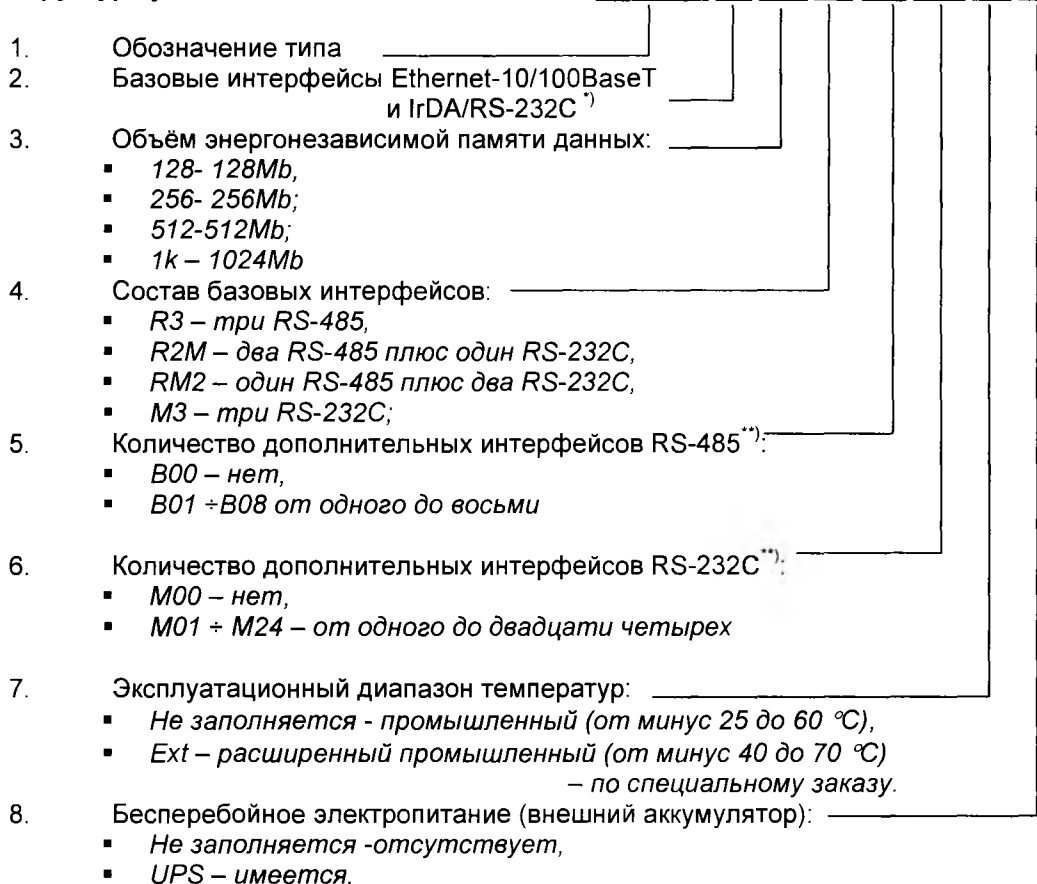 1. Обозначение типа
2. Базовые интерфейсы Ethernet-10/100BaseT
и IrDA/RS-232C *)
3. Объём энергонезависимой памяти данных:
▪ 128- 128Mb,
▪ 256- 256Mb;
▪ 512-512Mb;
▪ 1k – 1024Mb
4. Состав базовых интерфейсов:
▪ R3 – три RS-485,
▪ R2M – два RS-485 плюс один RS-232C,
▪ RM2 – один RS-485 плюс два RS-232C,
▪ M3 – три RS-232C;
5. Количество дополнительных интерфейсов RS-485**):
▪ B00 – нет,
▪ B01 ÷B08 от одного до восьми
6. Количество дополнительных интерфейсов RS-232C**):
▪ M00 – нет,
▪ M01 ÷ M24 – от одного до двадцати четырех
7. Эксплуатационный диапазон температур:
▪ Не заполняется - промышленный (от минус 25 до 60 °C),
▪ Ext – расширенный промышленный (от минус 40 до 70 °C)
– по специальному заказу.
8. Бесперебойное электропитание (внешний аккумулятор):
▪ Не заполняется -отсутствует,
▪ UPS – имеется.